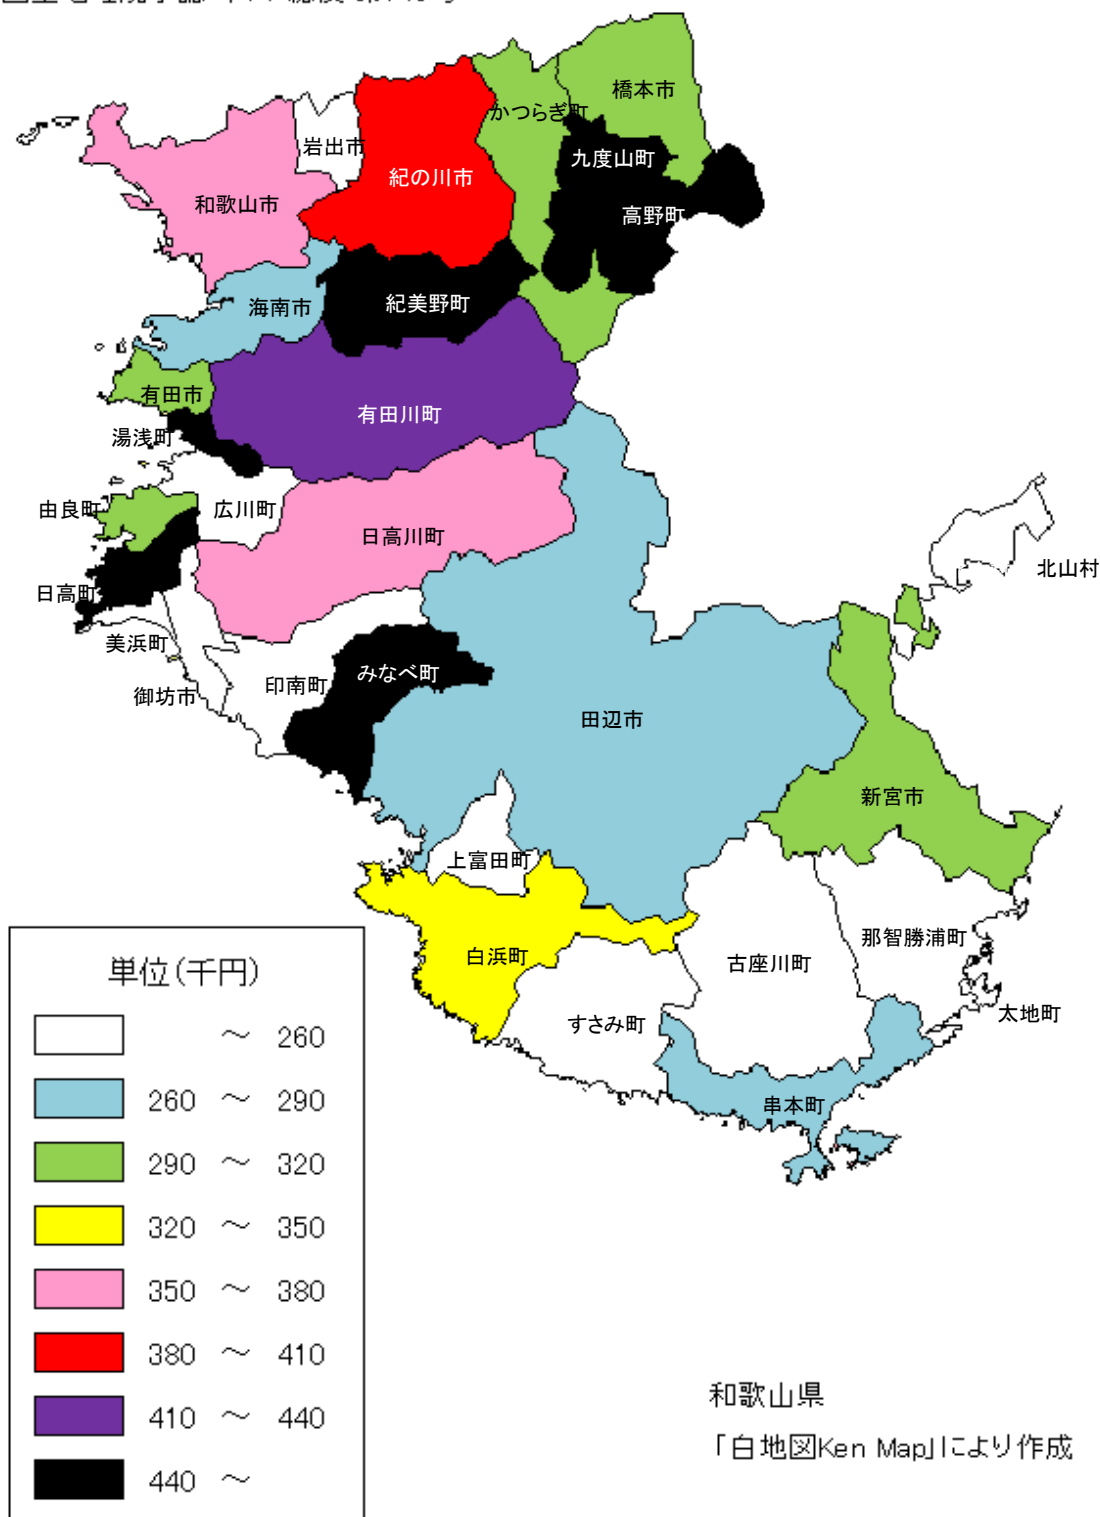 橋本市
かつらぎ町
岩出市
九度山町
紀の川市
和歌山市
高野町
海南市
紀美野町
有田市
有田川町
湯浅町
由良町
広川町
日高川町
北山村
日高町
美浜町
みなべ町
印南町
御坊市
田辺市
新宮市
上富田町
那智勝浦町
白浜町
古座川町
太地町
すさみ町
串本町
単位(千円)
～ 260
260 ～ 290
290 ～ 320
320 ～ 350
350 ～ 380
380 ～ 410
410 ～ 440
440 ～
和歌山県
「白地図Ken Map」により作成